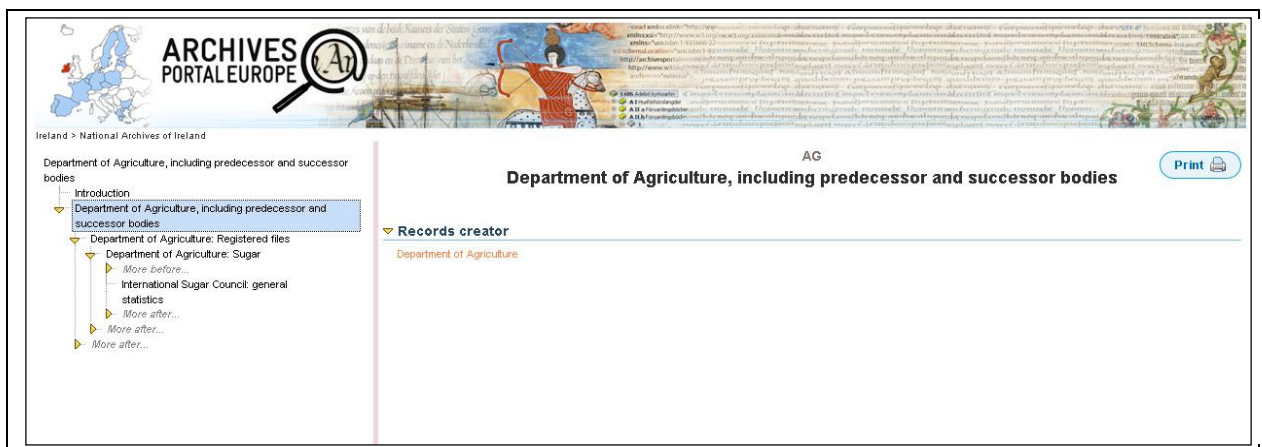 ARCHIVES
PORTAL EUROPE
Ireland > National Archives of Ireland
Department of Agriculture, including predecessor and successor
bodies
Introduction
Department of Agriculture, including predecessor and
successor bodies
Department of Agriculture: Registered files
Department of Agriculture: Sugar
More before...
International Sugar Council: general
statistics
More after...
More after...
More after...
AG
Department of Agriculture, including predecessor and successor bodies
Print
Records creator
Department of Agriculture